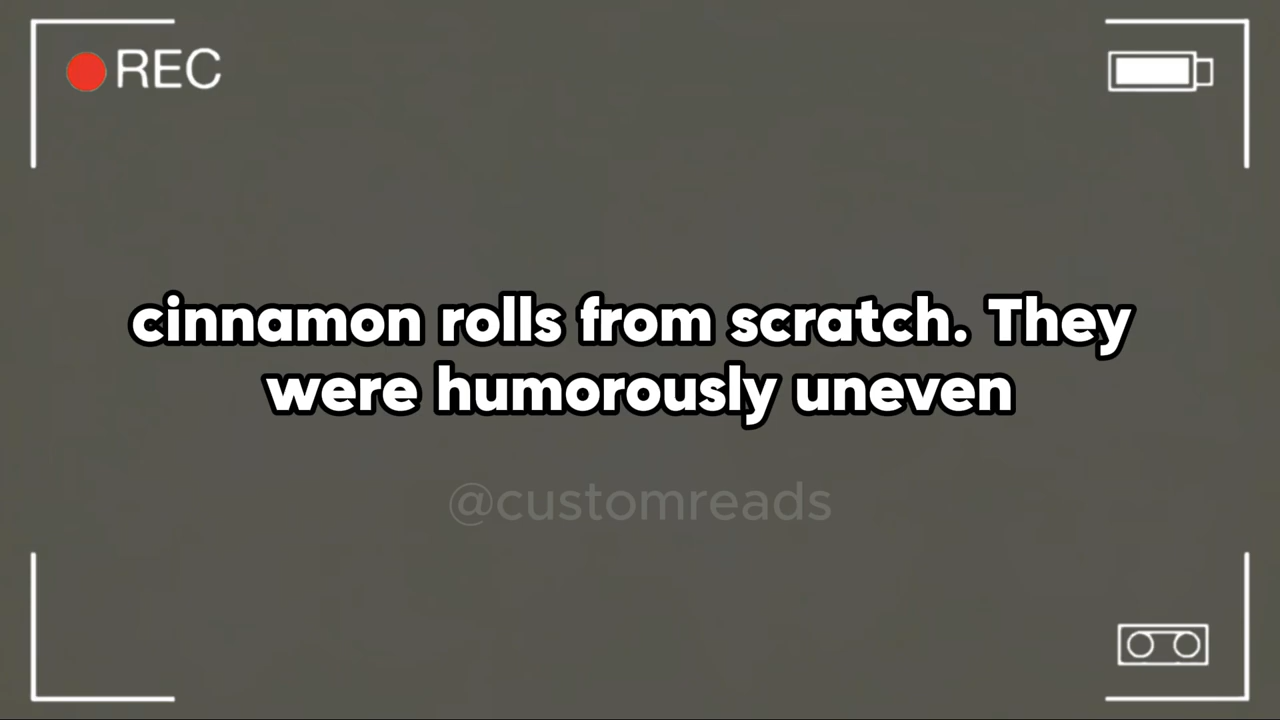 REC
cinnamon rolls from scratch. They
were humorously uneven
@customreads